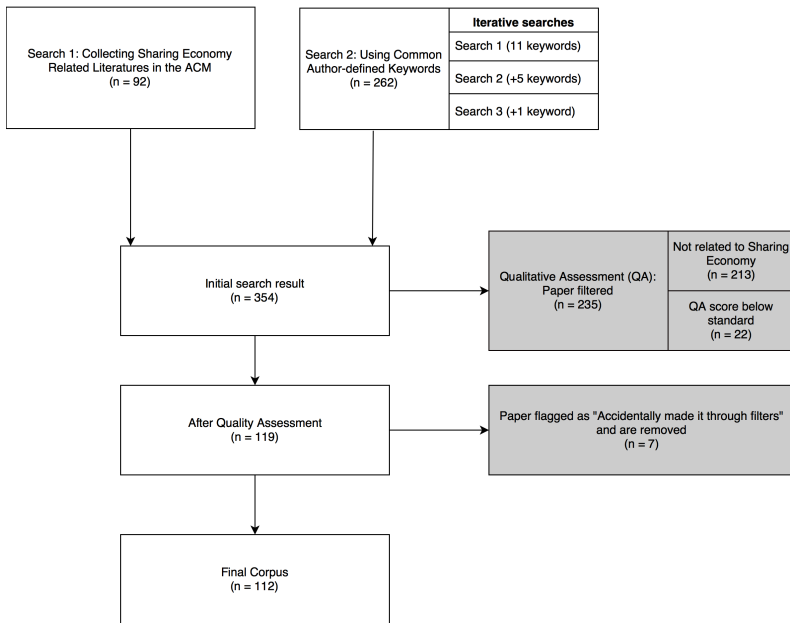 Search 1: Collecting Sharing Economy
Related Literatures in the ACM
(n = 92)
Search 2: Using Common
Author-defined Keywords
(n = 262)
Iterative searches
Search 1 (11 keywords)
Search 2 (+5 keywords)
Search 3 (+1 keyword)
Initial search result
(n = 354)
Qualitative Assessment (QA):
Paper filtered
(n = 235)
Not related to Sharing
Economy
(n = 213)
QA score below
standard
(n = 22)
After Quality Assessment
(n = 119)
Paper flagged as "Accidentally made it through filters"
and are removed
(n = 7)
Final Corpus
(n = 112)